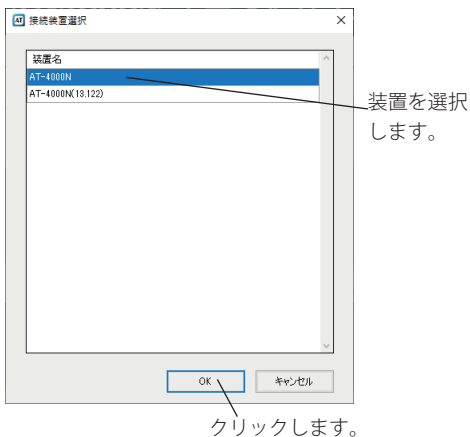 AT 接続装置選択
装置名
AT-4000N
AT-4000N(13.122)
装置を選択
します。
OK
キャンセル
クリックします。